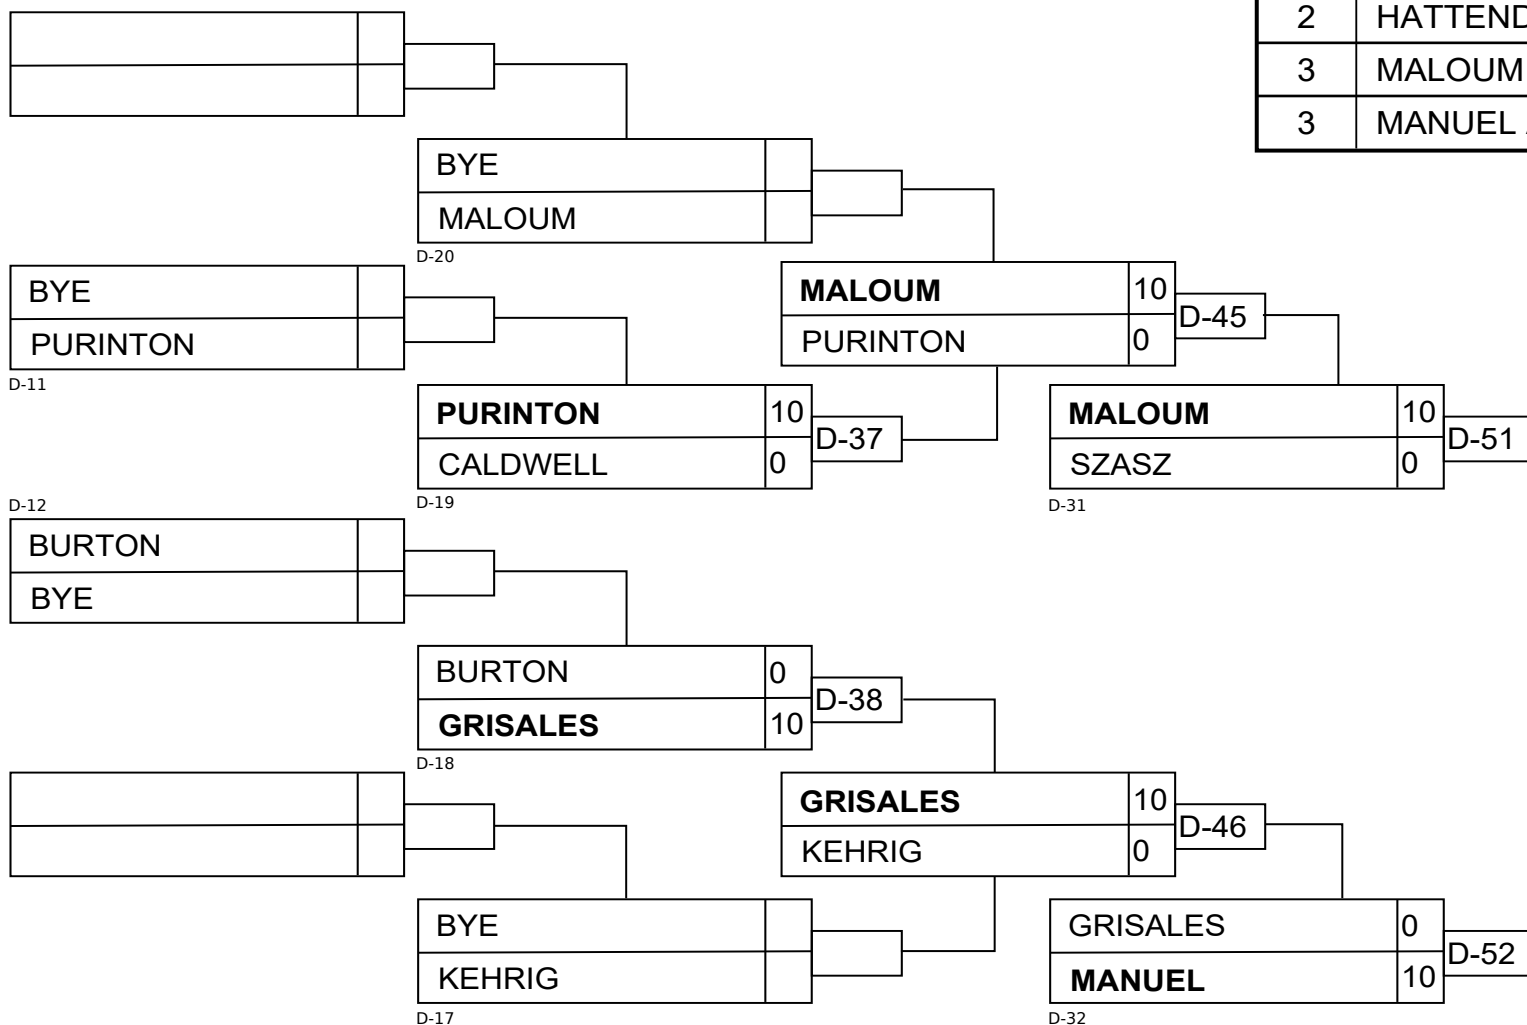 2 HATTEND
3 MALOUM
3 MANUEL
BYE
MALOUM
D-20
BYE
PURINTON
D-11
MALOUM 10
PURINTON 0
D-45
PURINTON 10
CALDWELL 0
D-37
D-19
MALOUM 10
SZASZ 0
D-51
D-31
D-12
BURTON
BYE
BURTON 0
GRISALES 10
D-38
D-18
GRISALES 10
KEHRIG 0
D-46
BYE
KEHRIG
D-17
GRISALES 0
MANUEL 10
D-52
D-32